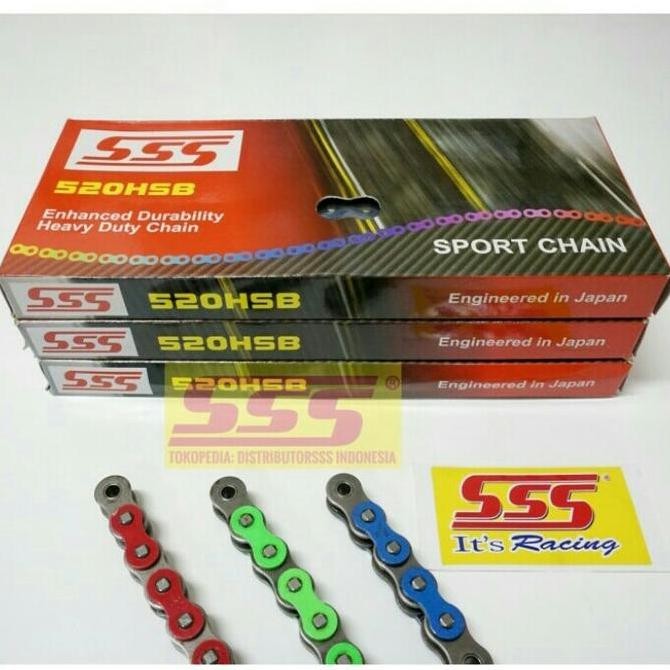 SSS
520HSB
Enhanced Durability
Heavy Duty Chain
SPORT CHAIN
SSS 520HSB Engineered in Japan
SSS 520HSB Engineered in Japan
SSS 520HSB Engineered in Japan
SSS ®
TOKOPEDIA: DISTRIBUTORSSS INDONESIA
SSS ®
It's Racing